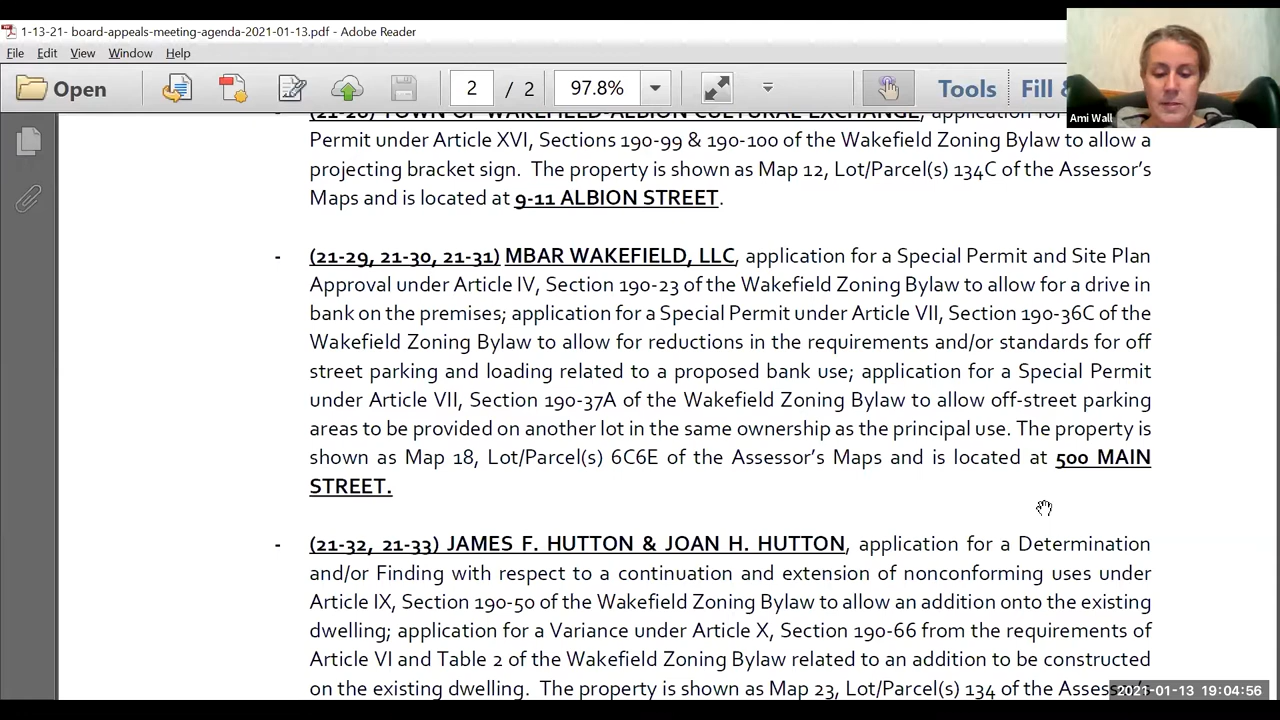 1-13-21- board-appeals-meeting-agenda-2021-01-13.pdf - Adobe Reader
File Edit View Window Help
Open 2 / 2 97.8% Tools Fill &
Ami Wall
(21-28) TOWN OF WAKEFIELD-ALBION CULTURAL EXCHANGE, application for
Permit under Article XVI, Sections 190-99 & 190-100 of the Wakefield Zoning Bylaw to allow a
projecting bracket sign. The property is shown as Map 12, Lot/Parcel(s) 134C of the Assessor's
Maps and is located at 9-11 ALBION STREET.
- (21-29, 21-30, 21-31) MBAR WAKEFIELD, LLC, application for a Special Permit and Site Plan
Approval under Article IV, Section 190-23 of the Wakefield Zoning Bylaw to allow for a drive in
bank on the premises; application for a Special Permit under Article VII, Section 190-36C of the
Wakefield Zoning Bylaw to allow for reductions in the requirements and/or standards for off
street parking and loading related to a proposed bank use; application for a Special Permit
under Article VII, Section 190-37A of the Wakefield Zoning Bylaw to allow off-street parking
areas to be provided on another lot in the same ownership as the principal use. The property is
shown as Map 18, Lot/Parcel(s) 6C6E of the Assessor's Maps and is located at 500 MAIN
STREET.
- (21-32, 21-33) JAMES F. HUTTON & JOAN H. HUTTON, application for a Determination
and/or Finding with respect to a continuation and extension of nonconforming uses under
Article IX, Section 190-50 of the Wakefield Zoning Bylaw to allow an addition onto the existing
dwelling; application for a Variance under Article X, Section 190-66 from the requirements of
Article VI and Table 2 of the Wakefield Zoning Bylaw related to an addition to be constructed
on the existing dwelling. The property is shown as Map 23, Lot/Parcel(s) 134 of the Assessor's
2021-01-13 19:04:56